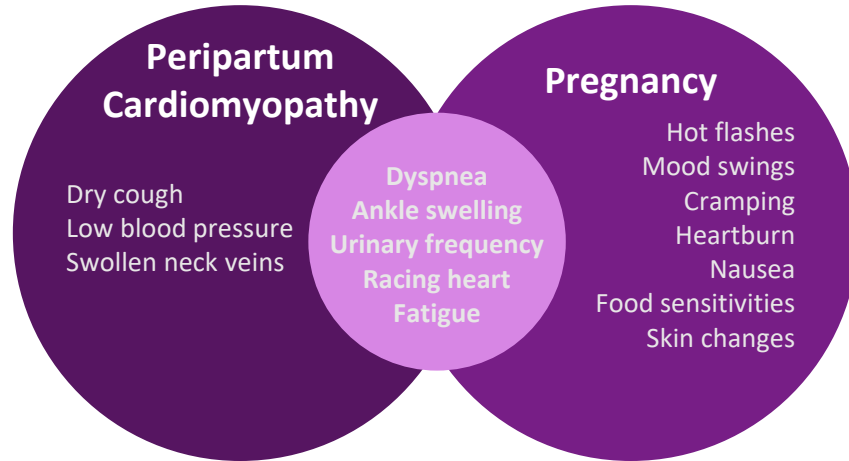 Peripartum
Cardiomyopathy
Dry cough
Low blood pressure
Swollen neck veins
Dyspnea
Ankle swelling
Urinary frequency
Racing heart
Fatigue
Pregnancy
Hot flashes
Mood swings
Cramping
Heartburn
Nausea
Food sensitivities
Skin changes